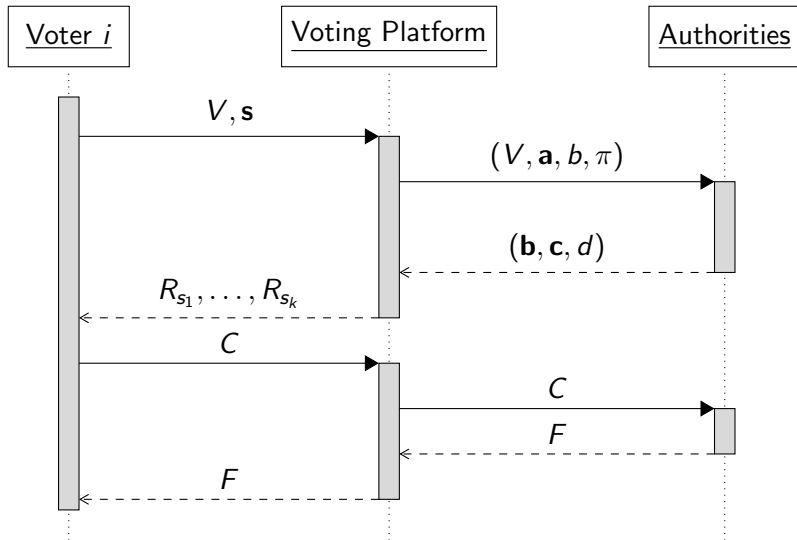 Voter i
Voting Platform
Authorities
V, s
(V, a, b, π)
(b, c, d)
R_{s_1}, . . . , R_{s_k}
C
C
F
F